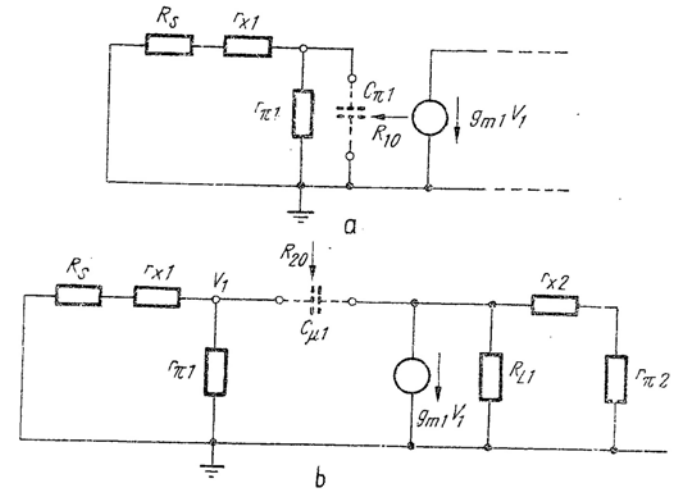 R_S r_x1
r_π1 C_π1 R_10 g_m1 V_1
a
R_20
R_S r_x1 V_1 C_μ1 r_x2
r_π1 g_m1 V_1 R_L1 r_π2
b